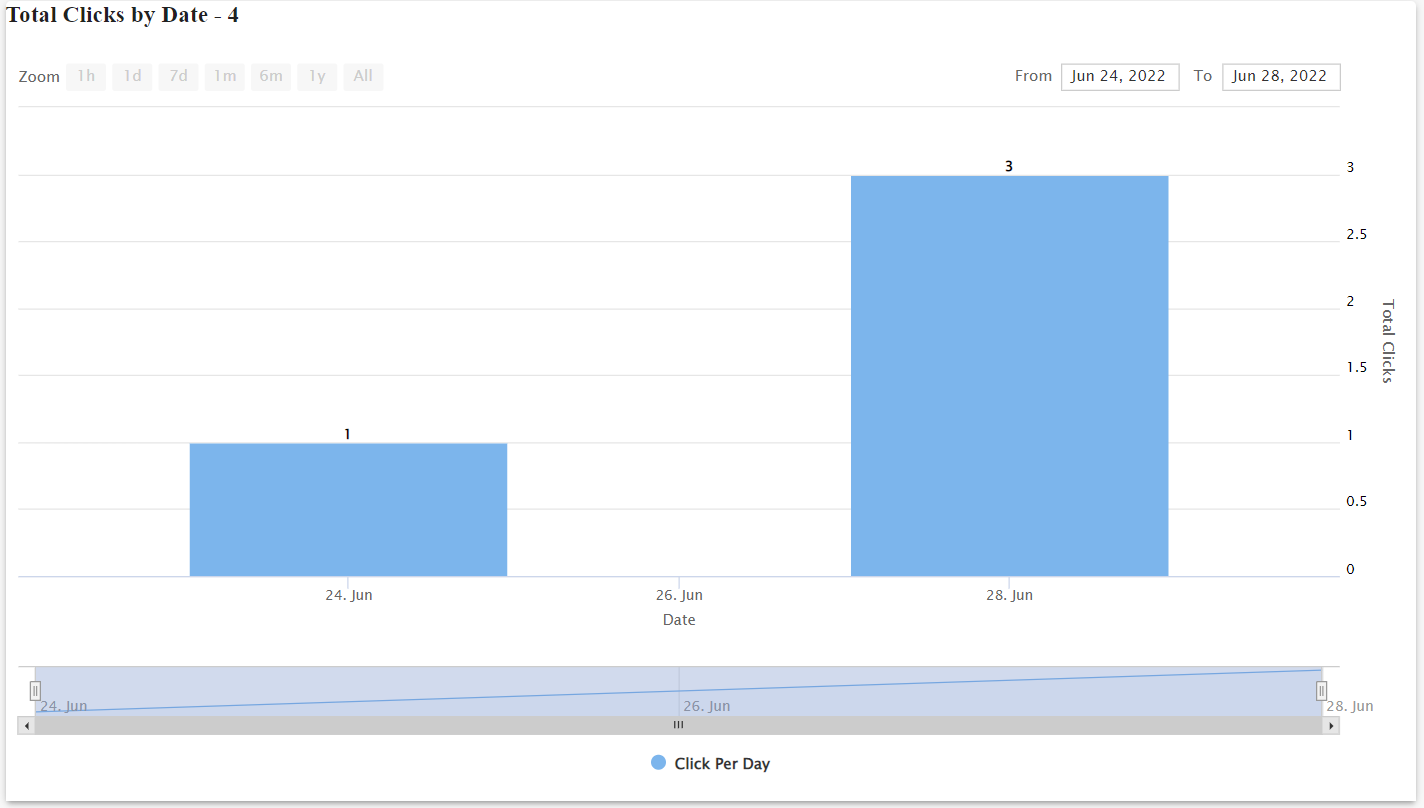 Total Clicks by Date - 4
Zoom 1h 1d 7d 1m 6m 1y All From Jun 24, 2022 To Jun 28, 2022
3
3
2.5
2
1.5
1
1
0.5
0
Total Clicks
24. Jun 26. Jun 28. Jun
Date
24. Jun 26. Jun 28. Jun
Click Per Day